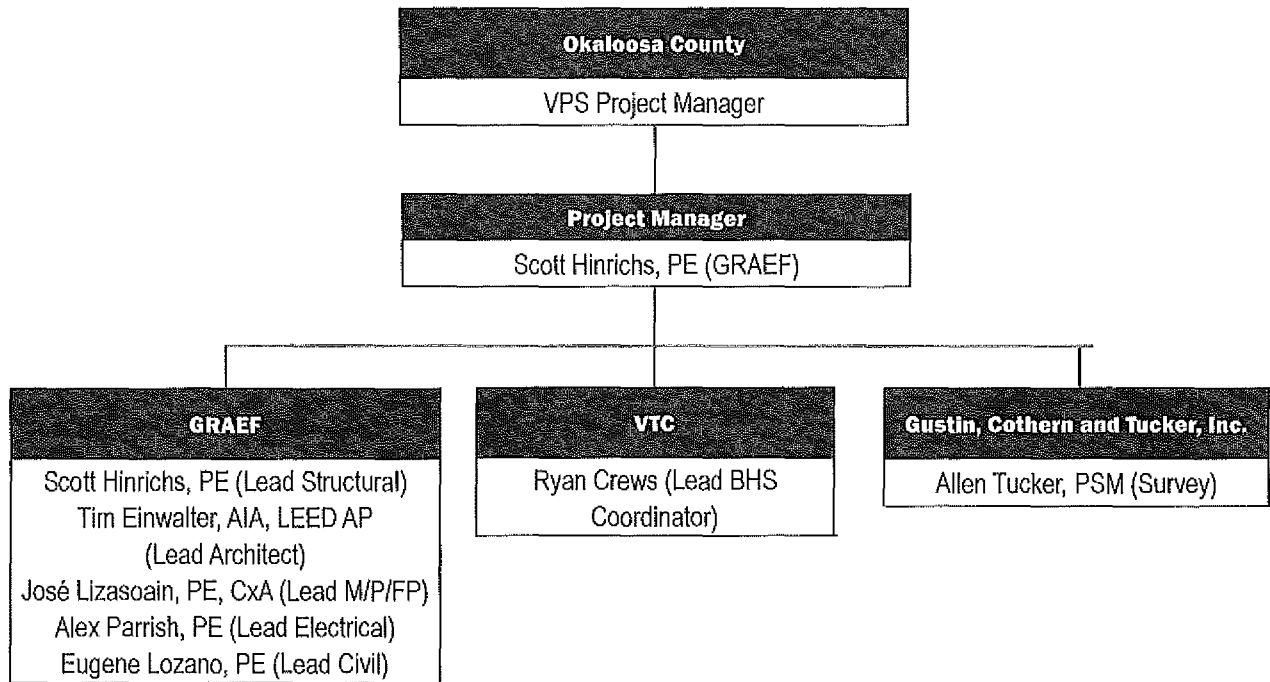 Okaloosa County
VPS Project Manager
Project Manager
Scott Hinrichs, PE (GRAEF)
GRAEF
Scott Hinrichs, PE (Lead Structural)
Tim Einwalter, AIA, LEED AP
(Lead Architect)
José Lizasoain, PE, CxA (Lead M/P/FP)
Alex Parrish, PE (Lead Electrical)
Eugene Lozano, PE (Lead Civil)
VTC
Ryan Crews (Lead BHS
Coordinator)
Gustin, Cothern and Tucker, Inc.
Allen Tucker, PSM (Survey)